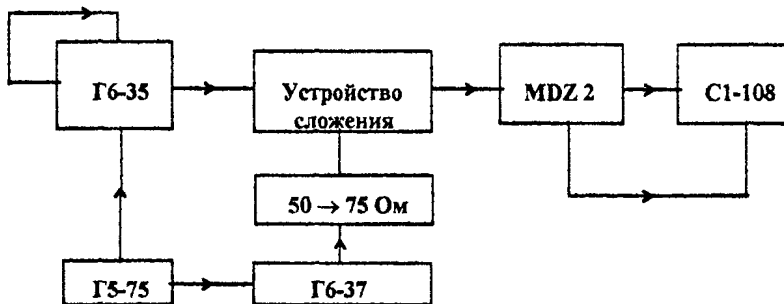 Г6-35
Устройство
сложения
MDZ 2
С1-108
50 → 75 Ом
Г5-75
Г6-37